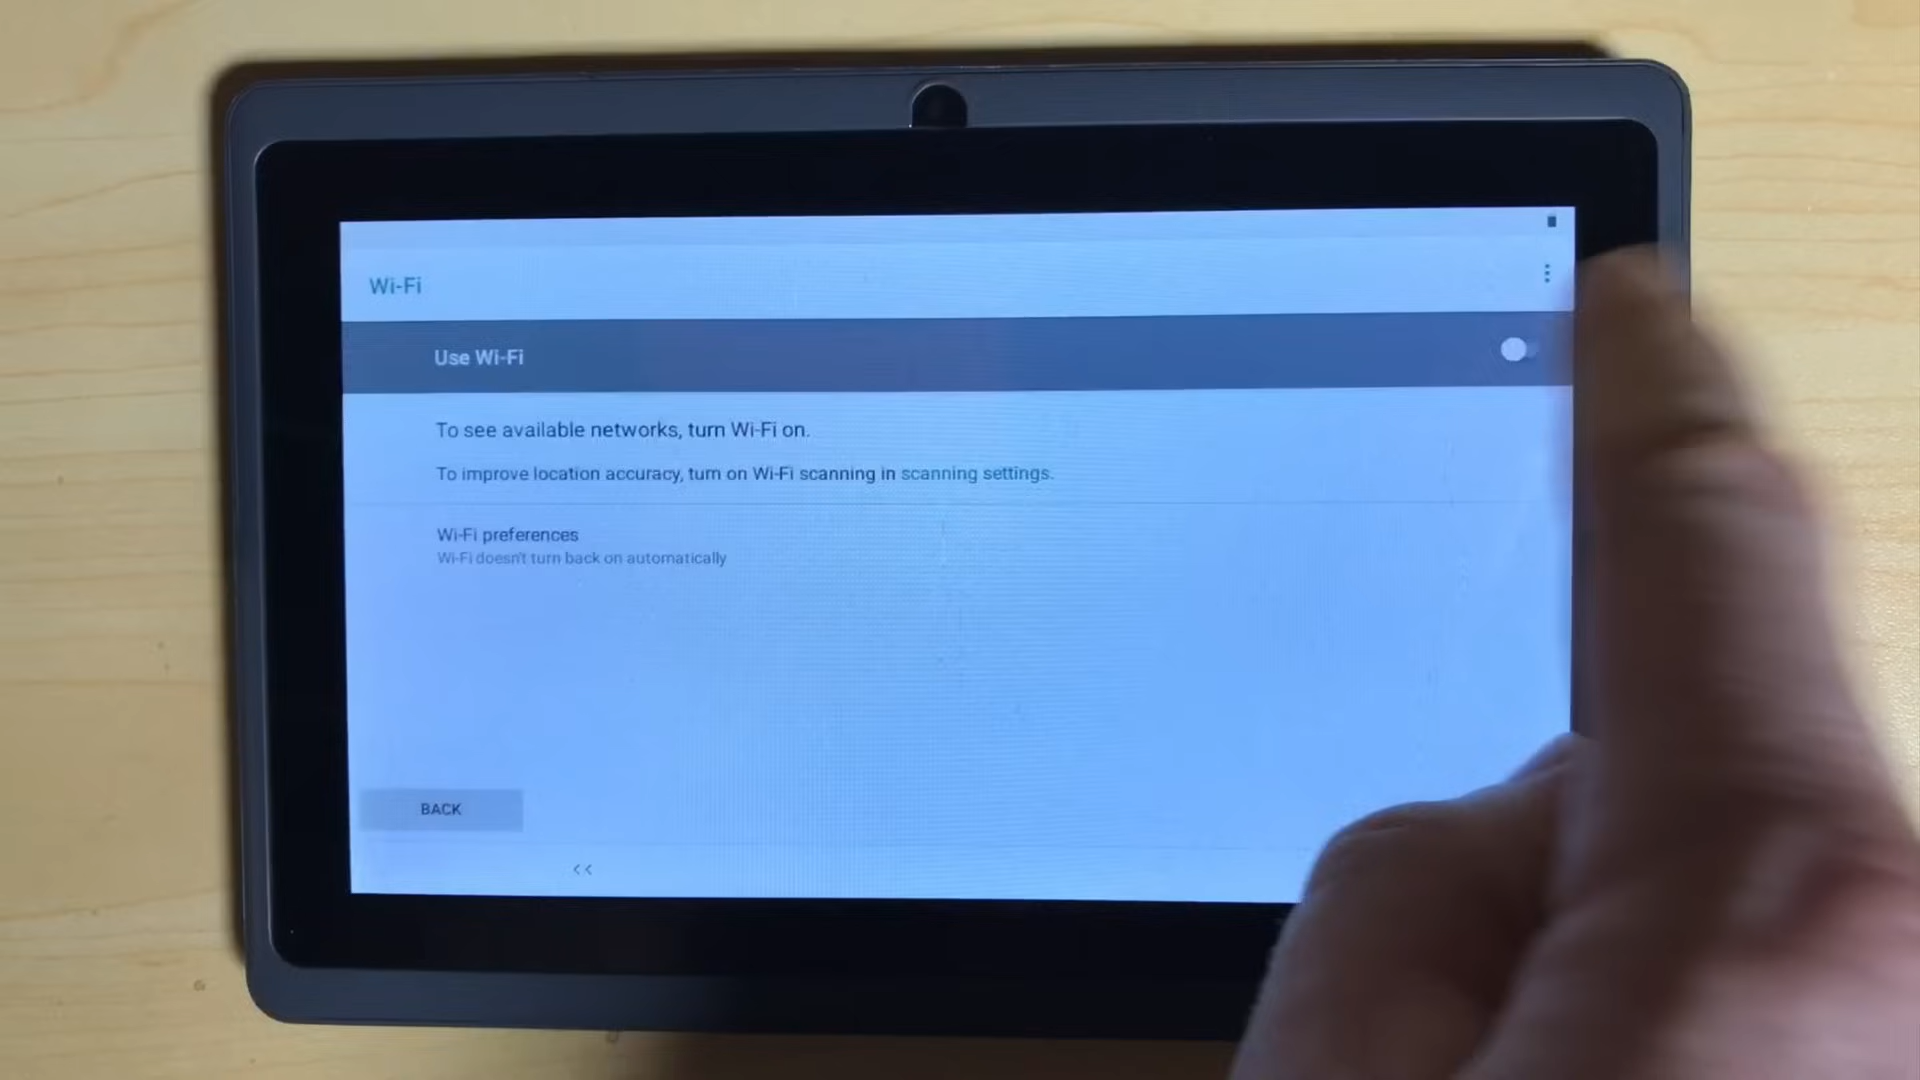 Wi-Fi
Use Wi-Fi
To see available networks, turn Wi-Fi on.
To improve location accuracy, turn on Wi-Fi scanning in scanning settings.
Wi-Fi preferences
Wi-Fi doesn't turn back on automatically
BACK
<<